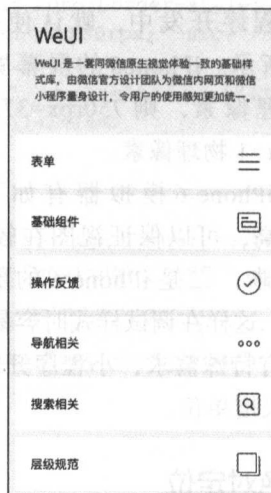 WeUI
WeUI 是一套同微信原生视觉体验一致的基础样
式库，由微信官方设计团队为微信内网页和微信
小程序量身设计，令用户的使用感知更加统一。
表单
基础组件
操作反馈
导航相关
搜索相关
层级规范